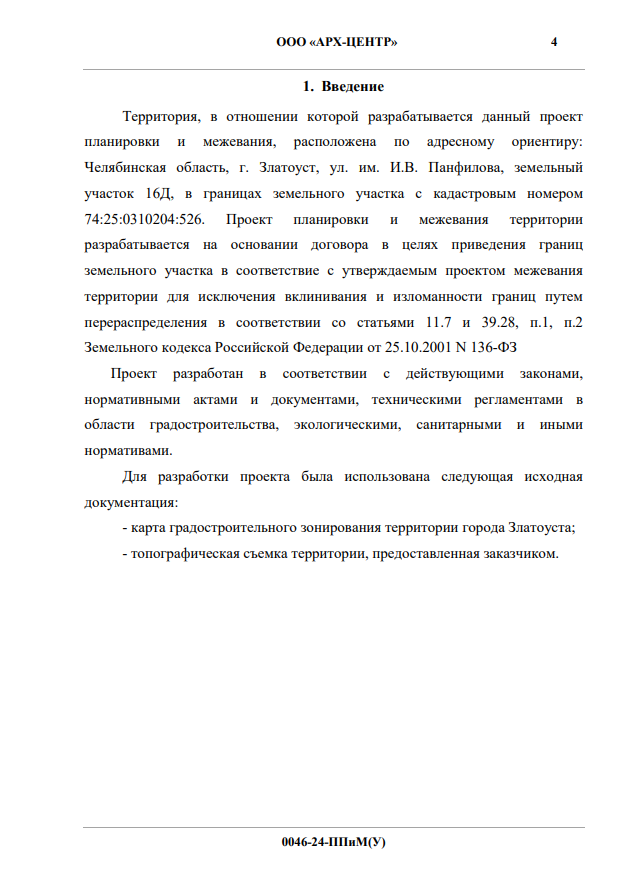 ООО «АРХ-ЦЕНТР» 4
1. Введение
Территория, в отношении которой разрабатывается данный проект
планировки и межевания, расположена по адресному ориентиру:
Челябинская область, г. Златоуст, ул. им. И.В. Панфилова, земельный
участок 16Д, в границах земельного участка с кадастровым номером
74:25:0310204:526. Проект планировки и межевания территории
разрабатывается на основании договора в целях приведения границ
земельного участка в соответствие с утверждаемым проектом межевания
территории для исключения вклинивания и изломанности границ путем
перераспределения в соответствии со статьями 11.7 и 39.28, п.1, п.2
Земельного кодекса Российской Федерации от 25.10.2001 N 136-ФЗ
Проект разработан в соответствии с действующими законами,
нормативными актами и документами, техническими регламентами в
области градостроительства, экологическими, санитарными и иными
нормативами.
Для разработки проекта была использована следующая исходная
документация:
- карта градостроительного зонирования территории города Златоуста;
- топографическая съемка территории, предоставленная заказчиком.
0046-24-ППиМ(У)